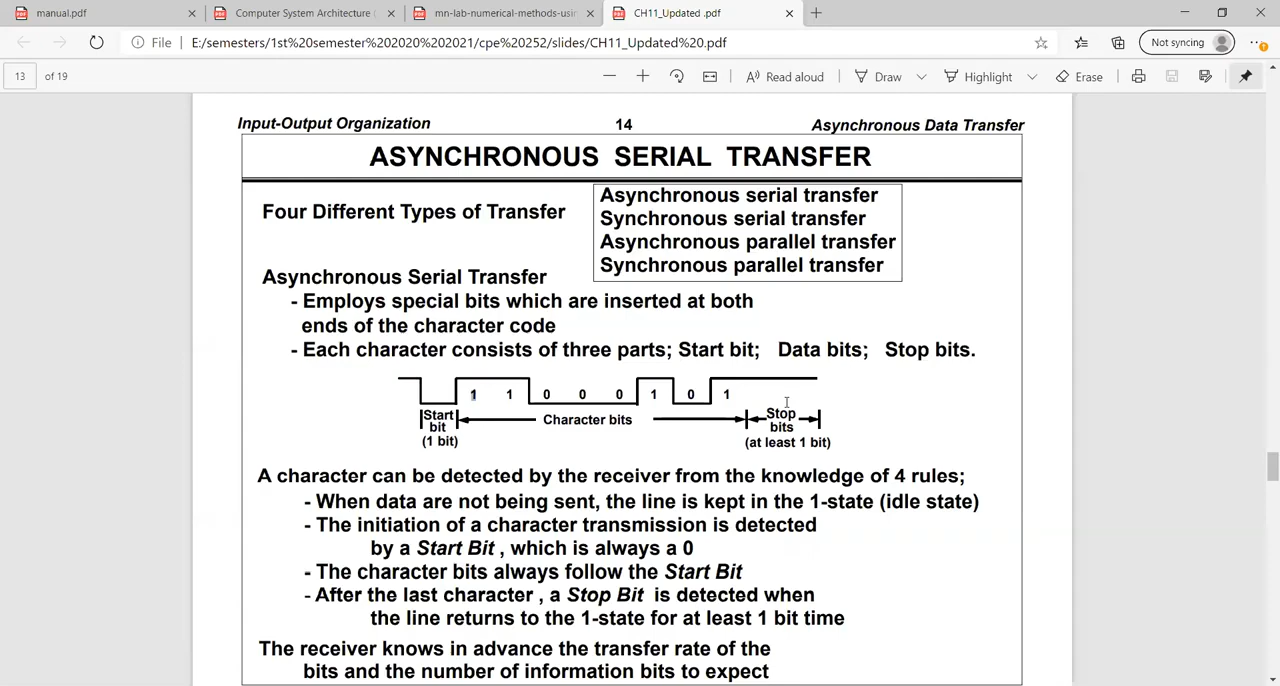 manual.pdf
Computer System Architecture (
mn-lab-numerical-methods-usin
CH11_Updated .pdf
File
E:/semesters/1st%20semester%202020%202021/cpe%20252/slides/CH11_Updated%20.pdf
Not syncing
13 of 19
Read aloud
Draw
Highlight
Erase
Input-Output Organization
14
Asynchronous Data Transfer
ASYNCHRONOUS SERIAL TRANSFER
Four Different Types of Transfer
Asynchronous serial transfer
Synchronous serial transfer
Asynchronous parallel transfer
Synchronous parallel transfer
Asynchronous Serial Transfer
- Employs special bits which are inserted at both
ends of the character code
- Each character consists of three parts; Start bit; Data bits; Stop bits.
1 1 0 0 0 1 0 1
Start
bit
(1 bit)
Character bits
Stop
bits
(at least 1 bit)
A character can be detected by the receiver from the knowledge of 4 rules;
- When data are not being sent, the line is kept in the 1-state (idle state)
- The initiation of a character transmission is detected
by a Start Bit , which is always a 0
- The character bits always follow the Start Bit
- After the last character , a Stop Bit is detected when
the line returns to the 1-state for at least 1 bit time
The receiver knows in advance the transfer rate of the
bits and the number of information bits to expect